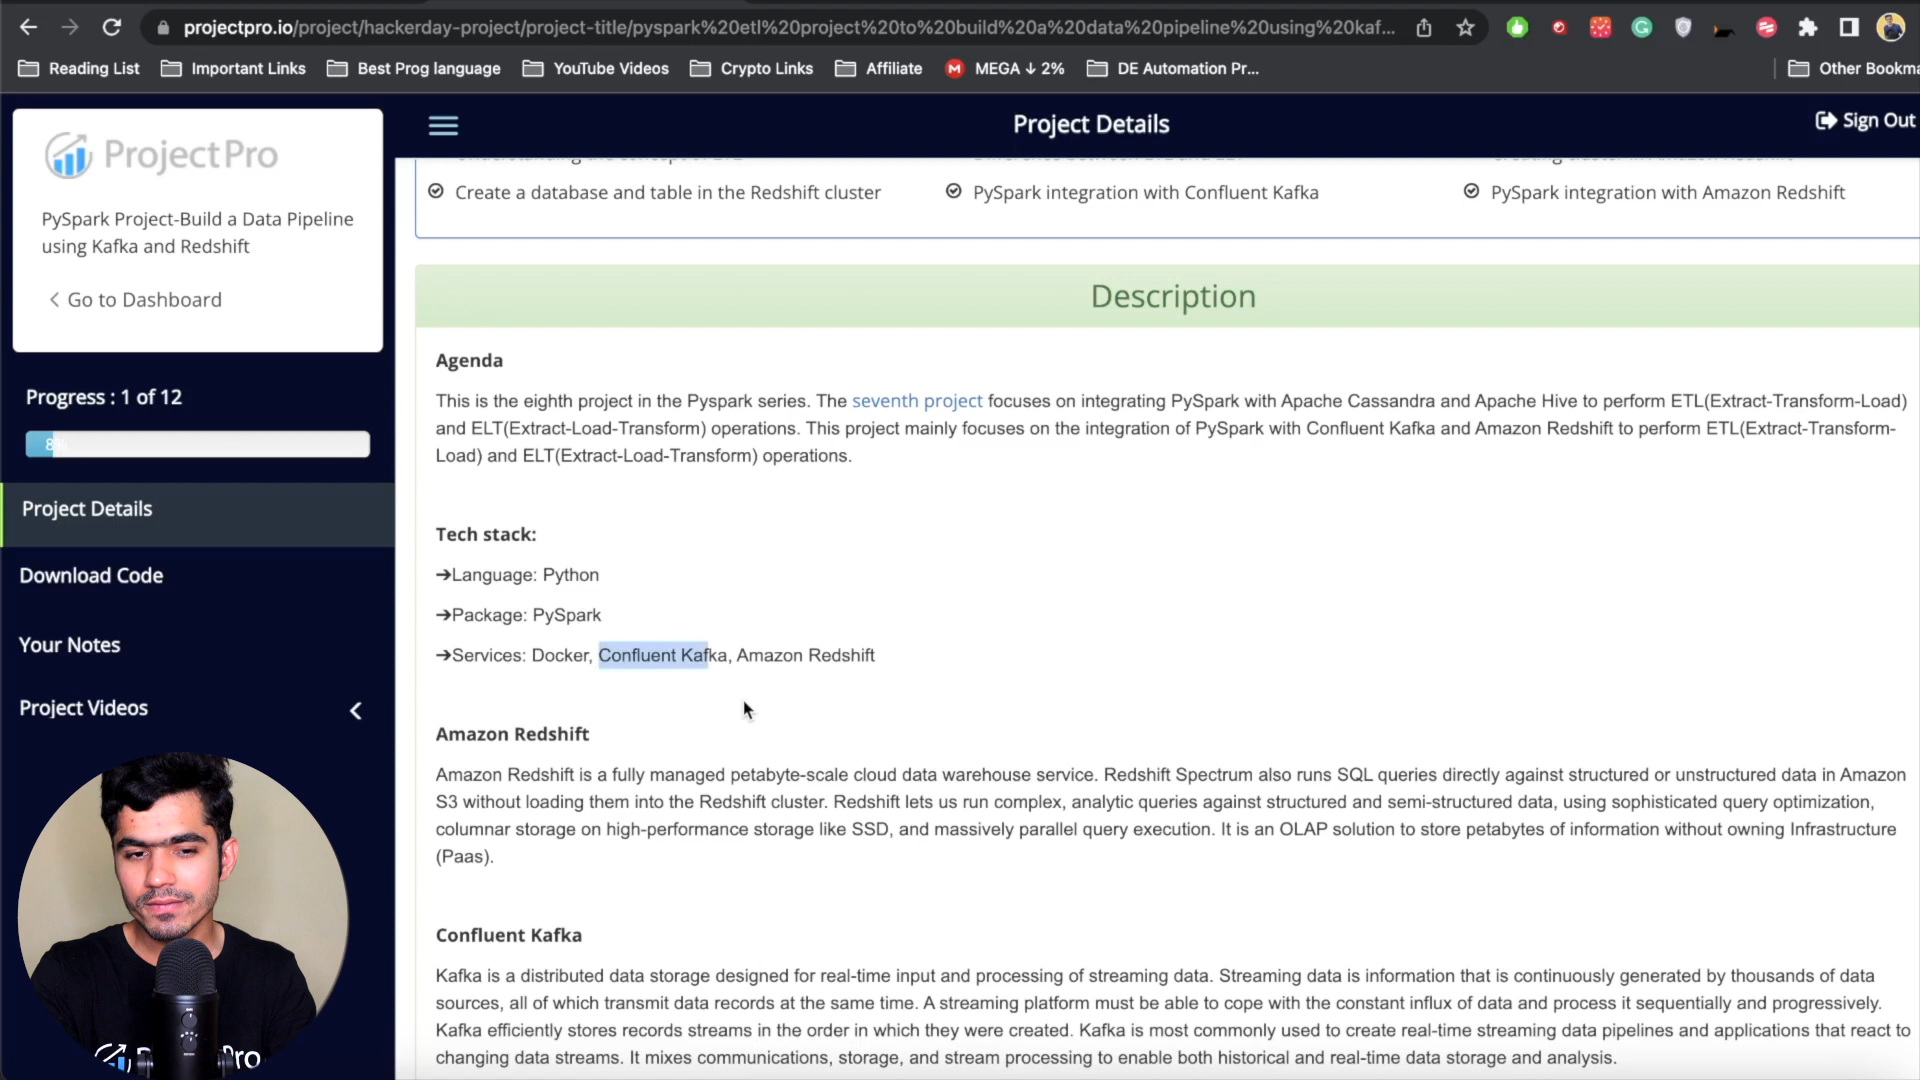 projectpro.io/project/hackerday-project/project-title/pyspark%20etl%20project%20to%20build%20a%20data%20pipeline%20using%20kaf...
Reading List
Important Links
Best Prog language
YouTube Videos
Crypto Links
Affiliate
MEGA ↓ 2%
DE Automation Pr...
Other Bookma
ProjectPro
PySpark Project-Build a Data Pipeline
using Kafka and Redshift
Go to Dashboard
Progress : 1 of 12
8%
Project Details
Download Code
Your Notes
Project Videos
Project Details
Sign Out
Create a database and table in the Redshift cluster
PySpark integration with Confluent Kafka
PySpark integration with Amazon Redshift
Description
Agenda
This is the eighth project in the Pyspark series. The seventh project focuses on integrating PySpark with Apache Cassandra and Apache Hive to perform ETL(Extract-Transform-Load)
and ELT(Extract-Load-Transform) operations. This project mainly focuses on the integration of PySpark with Confluent Kafka and Amazon Redshift to perform ETL(Extract-Transform-
Load) and ELT(Extract-Load-Transform) operations.
Tech stack:
➔Language: Python
➔Package: PySpark
➔Services: Docker, Confluent Kafka, Amazon Redshift
Amazon Redshift
Amazon Redshift is a fully managed petabyte-scale cloud data warehouse service. Redshift Spectrum also runs SQL queries directly against structured or unstructured data in Amazon
S3 without loading them into the Redshift cluster. Redshift lets us run complex, analytic queries against structured and semi-structured data, using sophisticated query optimization,
columnar storage on high-performance storage like SSD, and massively parallel query execution. It is an OLAP solution to store petabytes of information without owning Infrastructure
(Paas).
Confluent Kafka
Kafka is a distributed data storage designed for real-time input and processing of streaming data. Streaming data is information that is continuously generated by thousands of data
sources, all of which transmit data records at the same time. A streaming platform must be able to cope with the constant influx of data and process it sequentially and progressively.
Kafka efficiently stores records streams in the order in which they were created. Kafka is most commonly used to create real-time streaming data pipelines and applications that react to
changing data streams. It mixes communications, storage, and stream processing to enable both historical and real-time data storage and analysis.